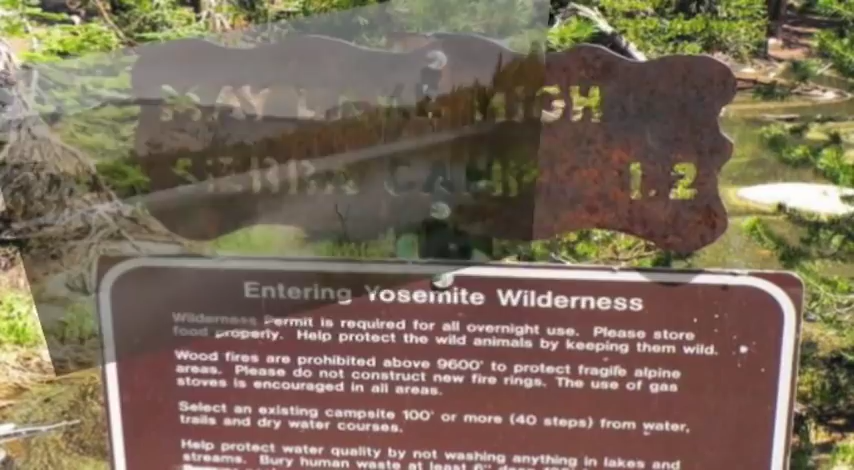 MAY LAKE HIGH
SIERRA CAMP 1.2
Entering Yosemite Wilderness
Wilderness Permit is required for all overnight use. Please store
food properly. Help protect the wild animals by keeping them wild.
Wood fires are prohibited above 9600' to protect fragile alpine
areas. Please do not construct new fire rings. The use of gas
stoves is encouraged in all areas.
Select an existing campsite 100' or more (40 steps) from water,
trails and dry water courses.
Help protect water quality by not washing anything in lakes and
streams. Bury human waste at least 6" deep